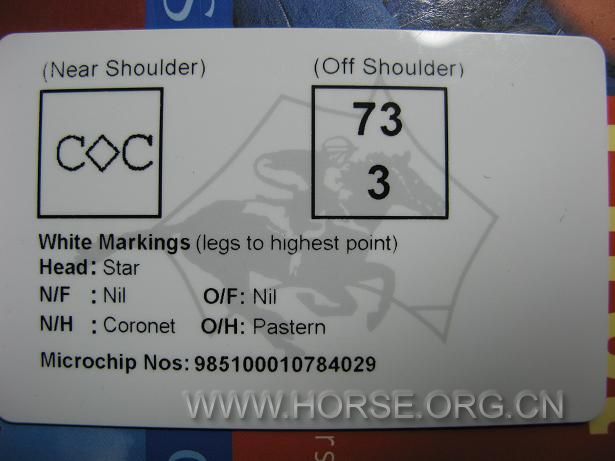 S
(Near Shoulder) (Off Shoulder)
C◇C 73
3
White Markings (legs to highest point)
Head: Star
N/F : Nil O/F: Nil
N/H : Coronet O/H: Pastern
Microchip Nos: 985100010784029
WWW.HORSE.ORG.CN